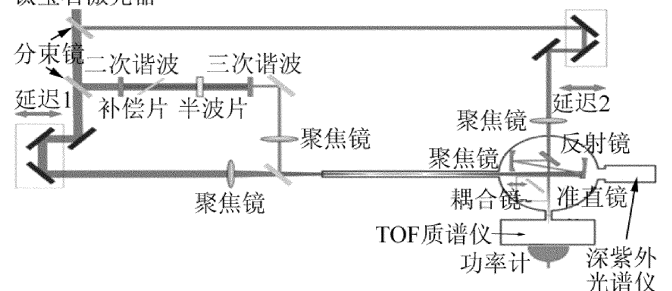 分束镜
二次谐波
三次谐波
延迟1
补偿片
半波片
延迟2
聚焦镜
聚焦镜
反射镜
聚焦镜
聚焦镜
耦合镜
准直镜
TOF质谱仪
功率计
深紫外
光谱仪